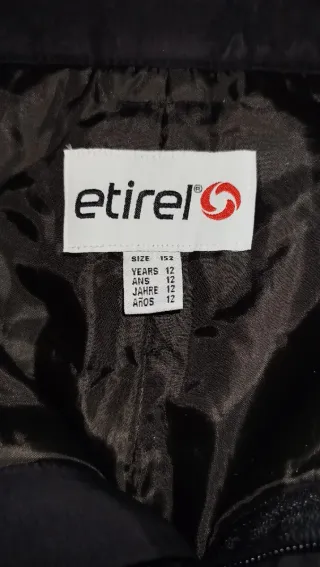 etirel®
SIZE 152
YEARS 12
ANS 12
JAHRE 12
AÑOS 12